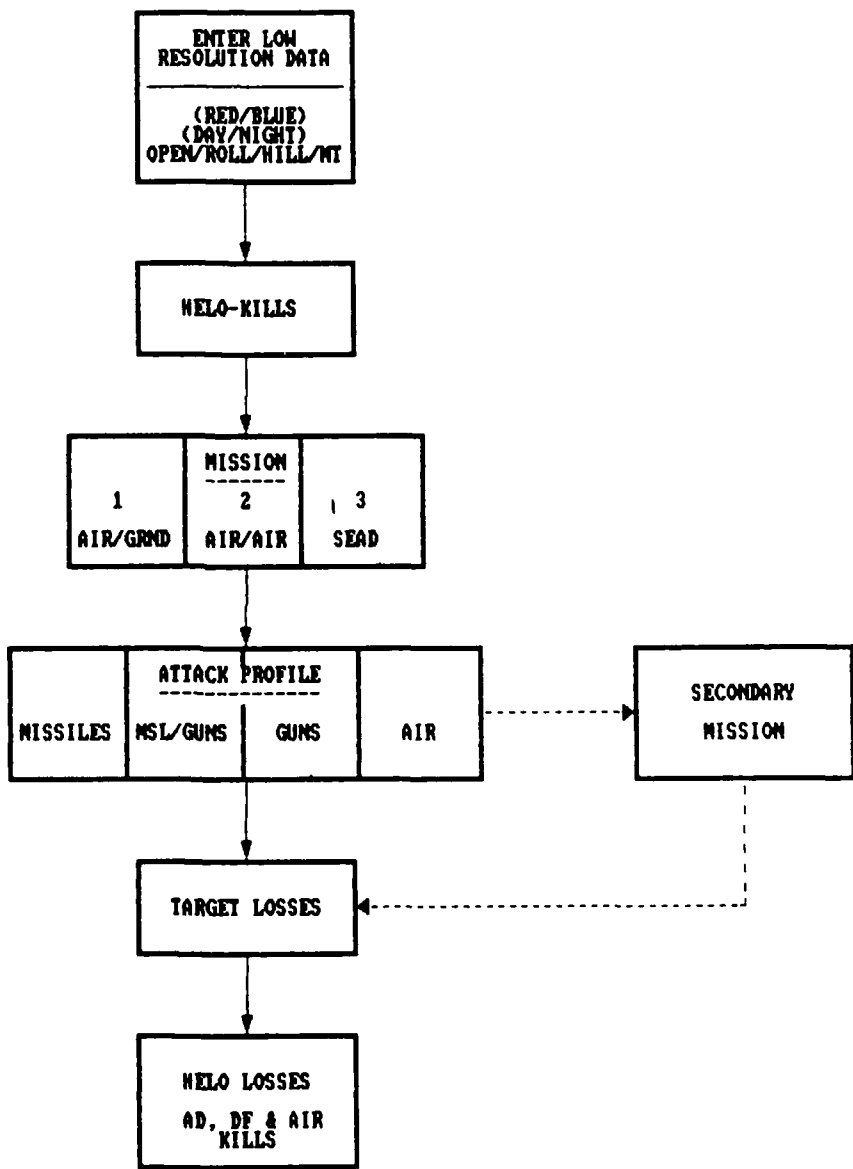 ENTER LOW
RESOLUTION DATA
(RED/BLUE)
(DAY/NIGHT)
OPEN/ROLL/HILL/MT
HELO-KILLS
MISSION
1 2 3
AIR/GRND AIR/AIR SEAD
ATTACK PROFILE
MISSILES MSL/GUNS GUNS AIR
SECONDARY
MISSION
TARGET LOSSES
HELO LOSSES
AD, DF & AIR
KILLS